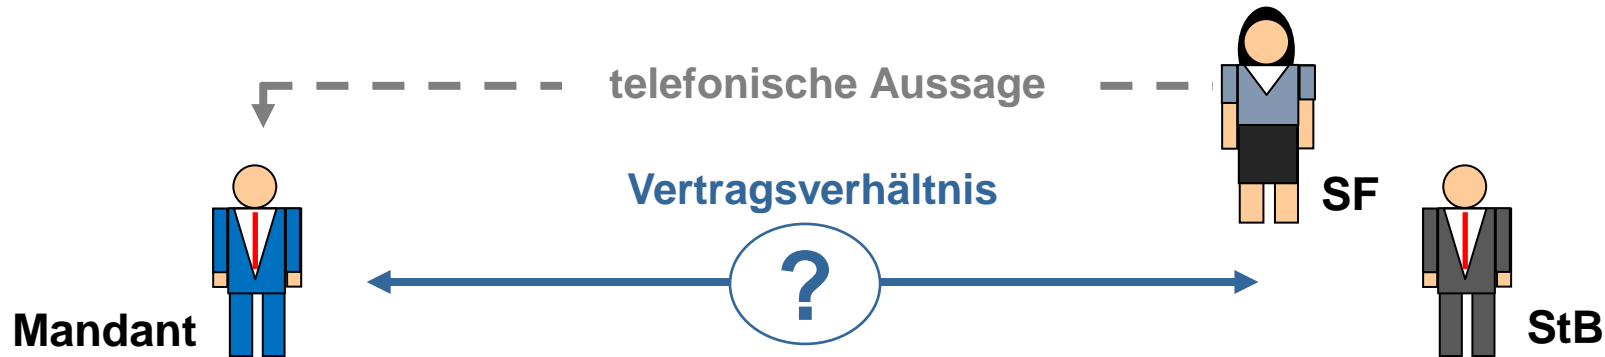 telefonische Aussage
Vertragsverhältnis
SF
?
Mandant
StB